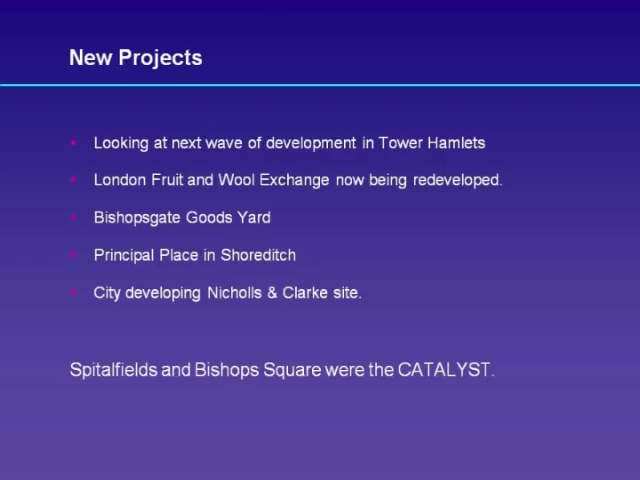 New Projects
Looking at next wave of development in Tower Hamlets
London Fruit and Wool Exchange now being redeveloped.
Bishopsgate Goods Yard
Principal Place in Shoreditch
City developing Nicholls & Clarke site.
Spitalfields and Bishops Square were the CATALYST.